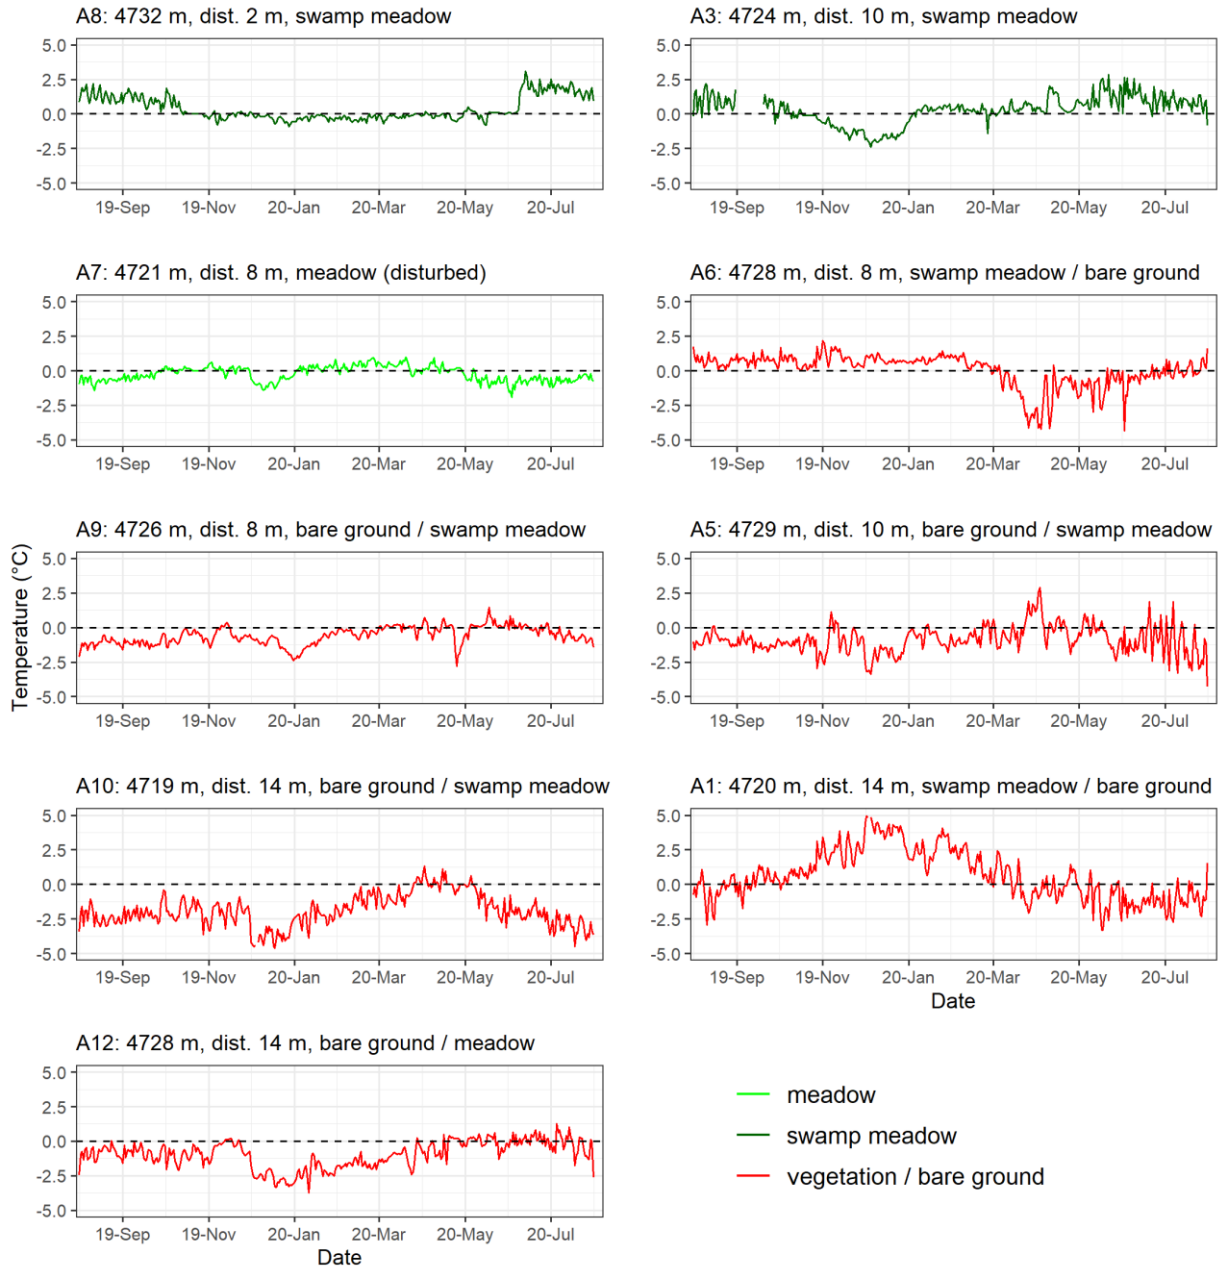 A8: 4732 m, dist. 2 m, swamp meadow
5.0
2.5
0.0
-2.5
-5.0
19-Sep 19-Nov 20-Jan 20-Mar 20-May 20-Jul
A3: 4724 m, dist. 10 m, swamp meadow
5.0
2.5
0.0
-2.5
-5.0
19-Sep 19-Nov 20-Jan 20-Mar 20-May 20-Jul
A7: 4721 m, dist. 8 m, meadow (disturbed)
5.0
2.5
0.0
-2.5
-5.0
19-Sep 19-Nov 20-Jan 20-Mar 20-May 20-Jul
A6: 4728 m, dist. 8 m, swamp meadow / bare ground
5.0
2.5
0.0
-2.5
-5.0
19-Sep 19-Nov 20-Jan 20-Mar 20-May 20-Jul
Temperature (°C)
A9: 4726 m, dist. 8 m, bare ground / swamp meadow
5.0
2.5
0.0
-2.5
-5.0
19-Sep 19-Nov 20-Jan 20-Mar 20-May 20-Jul
A5: 4729 m, dist. 10 m, bare ground / swamp meadow
5.0
2.5
0.0
-2.5
-5.0
19-Sep 19-Nov 20-Jan 20-Mar 20-May 20-Jul
A10: 4719 m, dist. 14 m, bare ground / swamp meadow
5.0
2.5
0.0
-2.5
-5.0
19-Sep 19-Nov 20-Jan 20-Mar 20-May 20-Jul
A1: 4720 m, dist. 14 m, swamp meadow / bare ground
5.0
2.5
0.0
-2.5
-5.0
19-Sep 19-Nov 20-Jan 20-Mar 20-May 20-Jul
Date
A12: 4728 m, dist. 14 m, bare ground / meadow
5.0
2.5
0.0
-2.5
-5.0
19-Sep 19-Nov 20-Jan 20-Mar 20-May 20-Jul
Date
meadow
swamp meadow
vegetation / bare ground